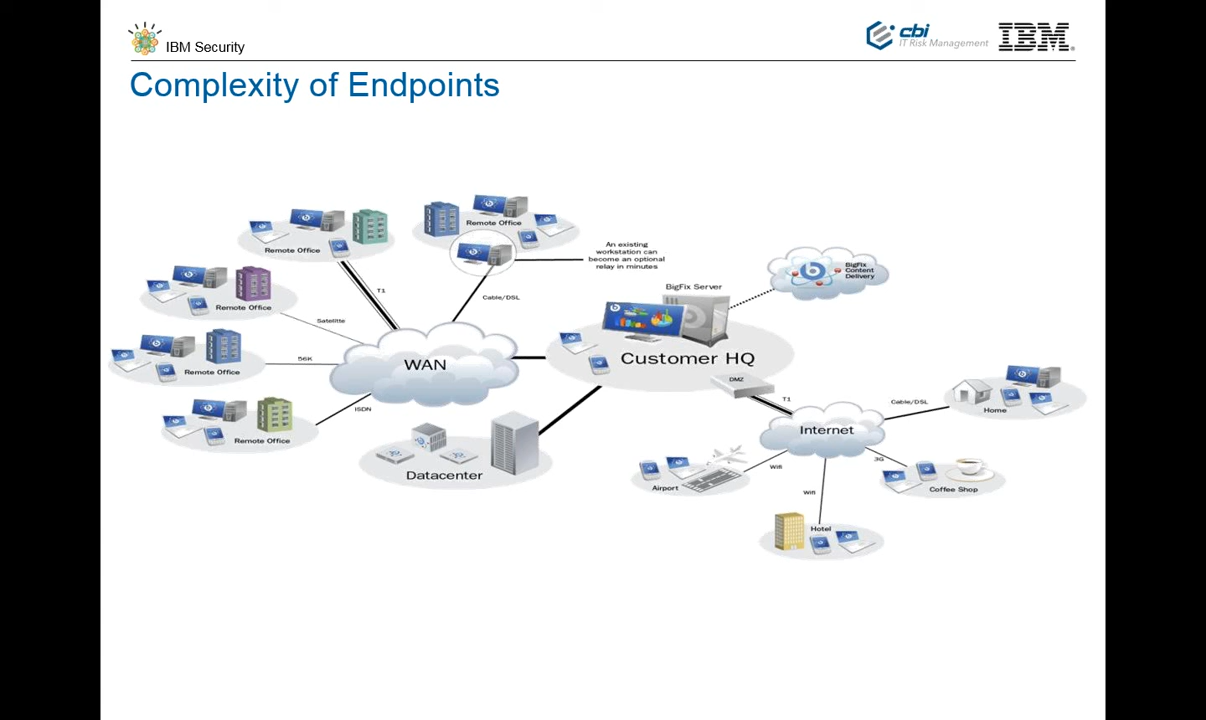 IBM Security
cbi
IT Risk Management
IBM
Complexity of Endpoints
Remote Office
Remote Office
An existing
workstation can
become an optional
relay in minutes
BigFix
Content
Delivery
Remote Office
T1
Cable/DSL
BigFix Server
Satellite
Remote Office
56K
WAN
Customer HQ
DMZ
ISDN
T1
Cable/DSL
Home
Remote Office
Internet
Datacenter
Wifi
3G
Airport
Coffee Shop
Wifi
Hotel